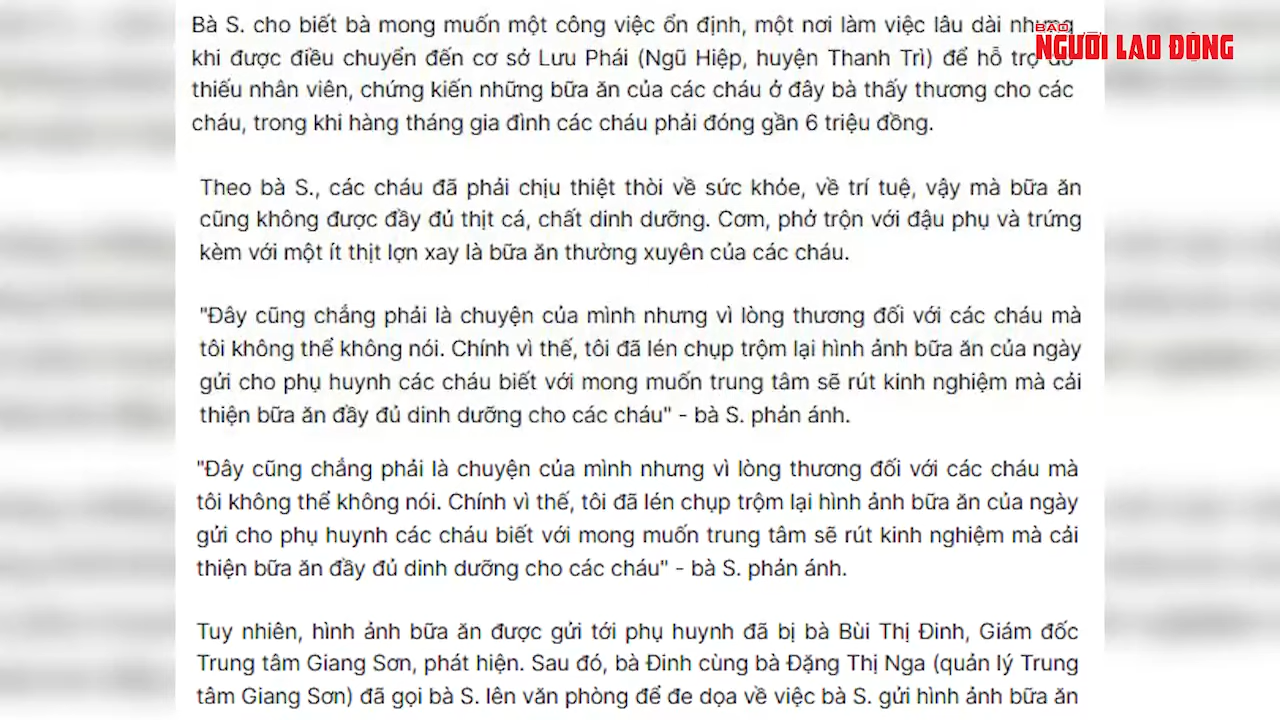 Bà S. cho biết bà mong muốn một công việc ổn định, một nơi làm việc lâu dài nhưng
BÁO
NGƯỜI LAO ĐỘNG
khi được điều chuyển đến cơ sở Lưu Phái (Ngũ Hiệp, huyện Thanh Trì) để hỗ trợ do
thiếu nhân viên, chứng kiến những bữa ăn của các cháu ở đây bà thấy thương cho các
cháu, trong khi hàng tháng gia đình các cháu phải đóng gần 6 triệu đồng.
Theo bà S., các cháu đã phải chịu thiệt thòi về sức khỏe, về trí tuệ, vậy mà bữa ăn
cũng không được đầy đủ thịt cá, chất dinh dưỡng. Cơm, phở trộn với đậu phụ và trứng
kèm với một ít thịt lợn xay là bữa ăn thường xuyên của các cháu.
"Đây cũng chẳng phải là chuyện của mình nhưng vì lòng thương đối với các cháu mà
tôi không thể không nói. Chính vì thế, tôi đã lén chụp trộm lại hình ảnh bữa ăn của ngày
gửi cho phụ huynh các cháu biết với mong muốn trung tâm sẽ rút kinh nghiệm mà cải
thiện bữa ăn đầy đủ dinh dưỡng cho các cháu" - bà S. phản ánh.
"Đây cũng chẳng phải là chuyện của mình nhưng vì lòng thương đối với các cháu mà
tôi không thể không nói. Chính vì thế, tôi đã lén chụp trộm lại hình ảnh bữa ăn của ngày
gửi cho phụ huynh các cháu biết với mong muốn trung tâm sẽ rút kinh nghiệm mà cải
thiện bữa ăn đầy đủ dinh dưỡng cho các cháu" - bà S. phản ánh.
Tuy nhiên, hình ảnh bữa ăn được gửi tới phụ huynh đã bị bà Bùi Thị Đinh, Giám đốc
Trung tâm Giang Sơn, phát hiện. Sau đó, bà Đinh cùng bà Đặng Thị Nga (quản lý Trung
tâm Giang Sơn) đã gọi bà S. lên văn phòng để đe dọa về việc bà S. gửi hình ảnh bữa ăn